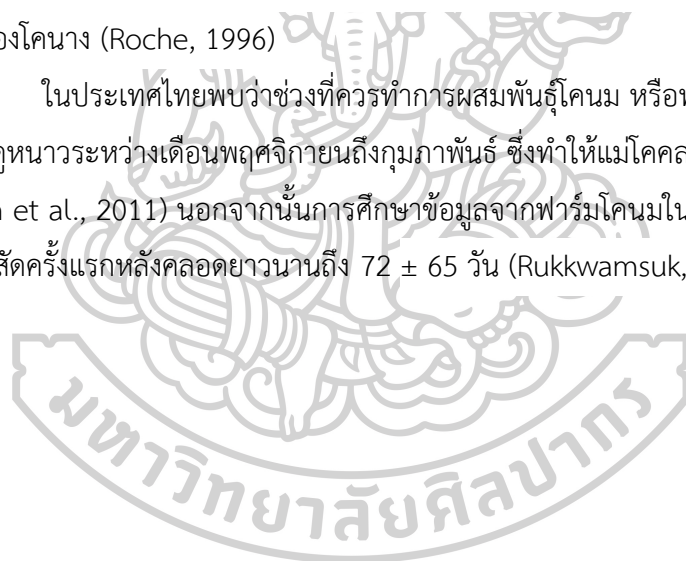 องโคนาง (Roche, 1996)
ในประเทศไทยพบว่าช่วงที่ควรทำการผสมพันธุ์โคนม หรือ
ดูหนาวระหว่างเดือนพฤศจิกายนถึงกุมภาพันธ์ ซึ่งทำให้แม่โคคล
et al., 2011) นอกจากนั้นการศึกษาข้อมูลจากฟาร์มโคนมใน
สัดครั้งแรกหลังคลอดยาวนานถึง 72 ± 65 วัน (Rukkwamsuk,
มหาวิทยาลัยศิลปากร